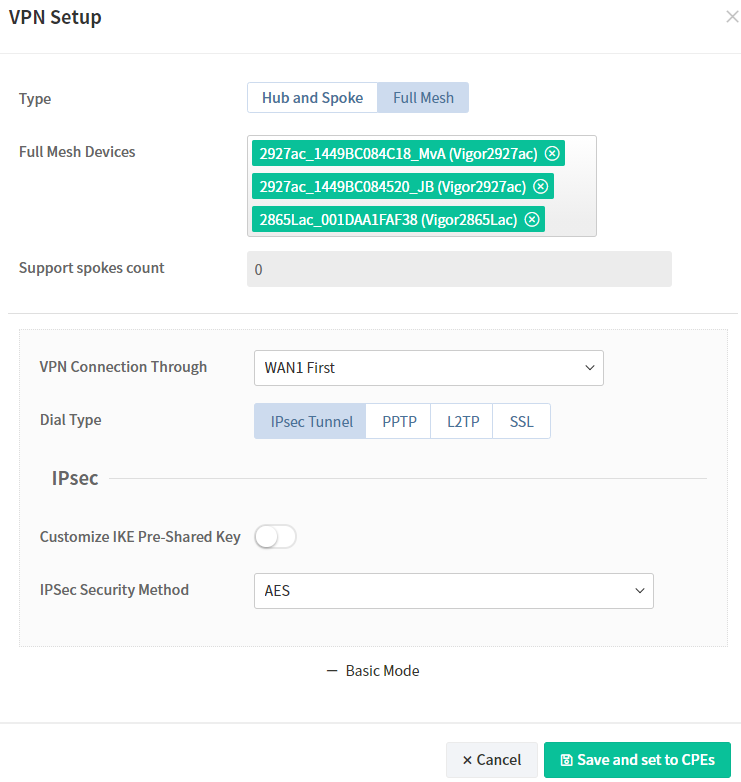 VPN Setup
Type
Hub and Spoke
Full Mesh
Full Mesh Devices
2927ac_1449BC084C18_MvA (Vigor2927ac)
2927ac_1449BC084520_JB (Vigor2927ac)
2865Lac_001DAA1FAF38 (Vigor2865Lac)
Support spokes count
0
VPN Connection Through
WAN1 First
Dial Type
IPsec Tunnel
PPTP
L2TP
SSL
IPsec
Customize IKE Pre-Shared Key
IPSec Security Method
AES
Basic Mode
Cancel
Save and set to CPEs